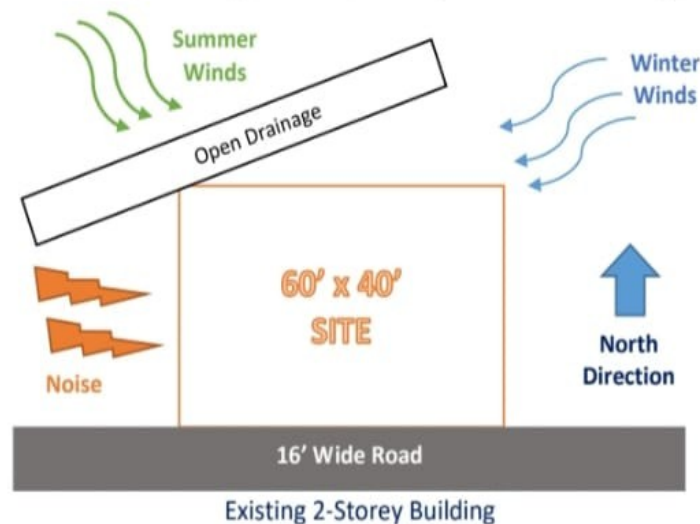 Summer
Winds
Winter
Winds
Open Drainage
60' x 40'
SITE
Noise
North
Direction
16' Wide Road
Existing 2-Storey Building